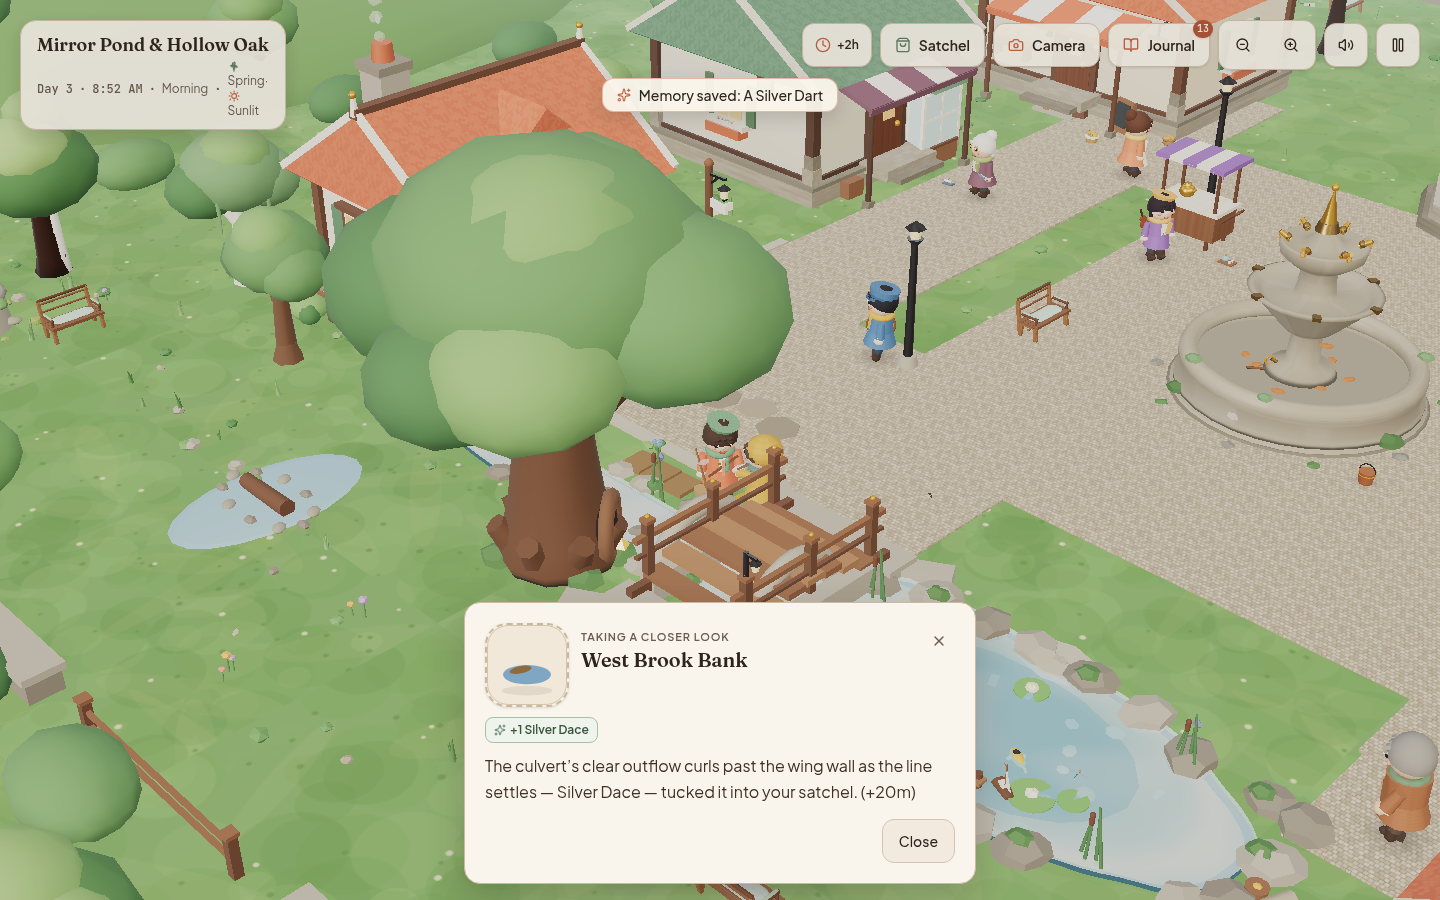 Mirror Pond & Hollow Oak
Day 3 · 8:52 AM · Morning · Spring · Sunlit
+2h
Satchel
Camera
Journal
13
Memory saved: A Silver Dart
TAKING A CLOSER LOOK
West Brook Bank
+1 Silver Dace
The culvert’s clear outflow curls past the wing wall as the line
settles — Silver Dace — tucked it into your satchel. (+20m)
Close